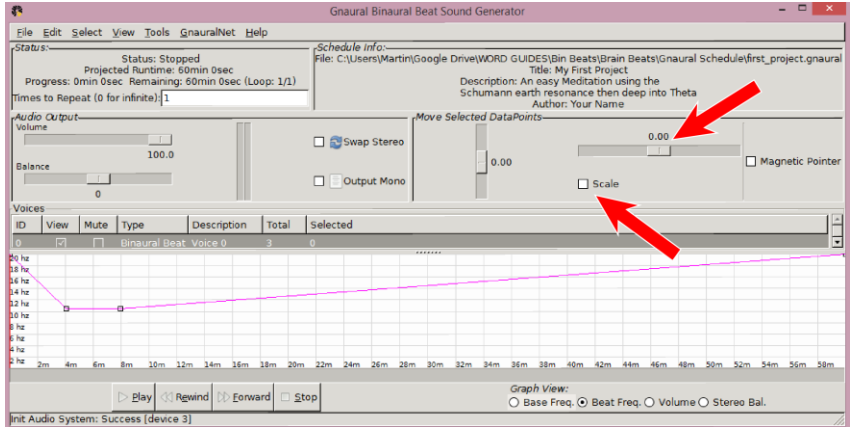 Gnaural Binaural Beat Sound Generator
File Edit Select View Tools GnauralNet Help
Status:
Status: Stopped
Projected Runtime: 60min 0sec
Progress: 0min 0sec Remaining: 60min 0sec (Loop: 1/1)
Times to Repeat (0 for infinite): 1
Schedule Info:
File: C:\Users\Martin\Google Drive\WORD GUIDES\Bin Beats\Brain Beats\Gnaural Schedule\first_project.gnaural
Title: My First Project
Description: An easy Meditation using the
Schumann earth resonance then deep into Theta
Author: Your Name
Audio Output
Volume
100.0
Balance
0
Swap Stereo
Output Mono
Move Selected DataPoints
0.00
0.00
Scale
Magnetic Pointer
Voices
ID View Mute Type Description Total Selected
0 Binaural Beat Voice 0 3 0
20 hz
18 hz
16 hz
14 hz
12 hz
10 hz
8 hz
6 hz
4 hz
2 hz
2m 4m 6m 8m 10m 12m 14m 16m 18m 20m 22m 24m 26m 28m 30m 32m 34m 36m 38m 40m 42m 44m 46m 48m 50m 52m 54m 56m 58m
Play Rewind Forward Stop
Graph View:
Base Freq. Beat Freq. Volume Stereo Bal.
Init Audio System: Success [device 3]